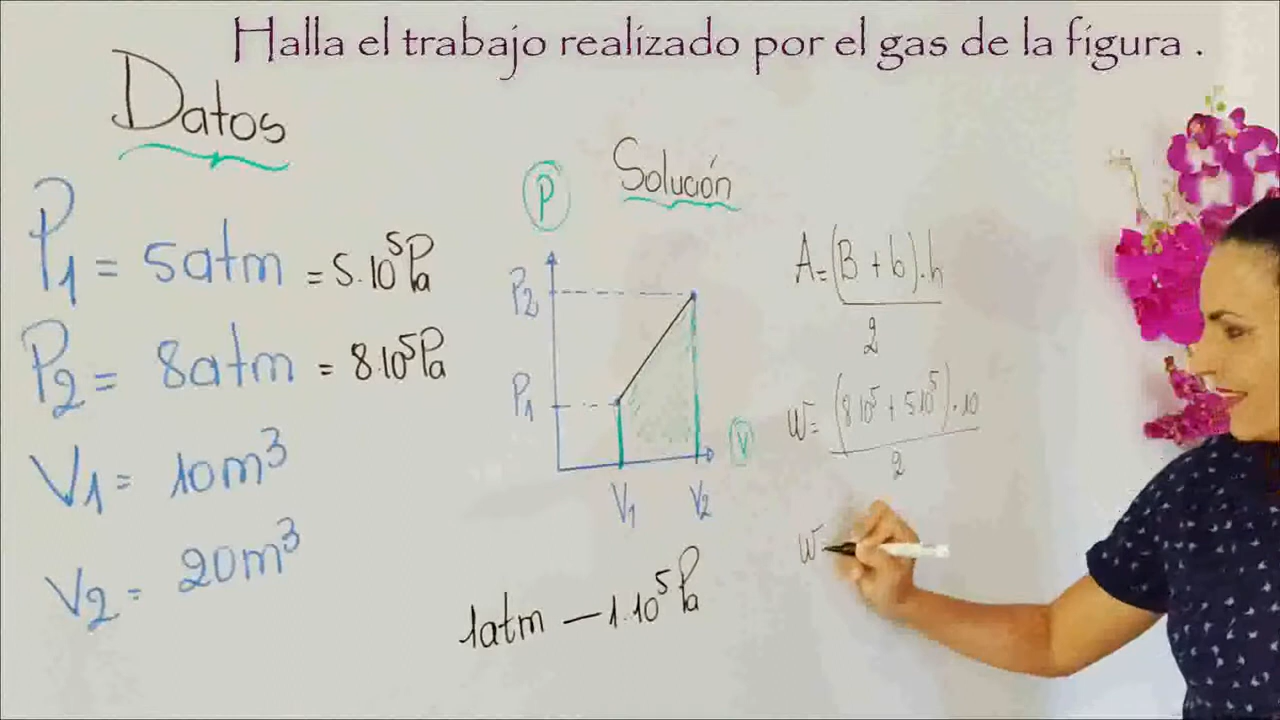 Halla el trabajo realizado por el gas de la figura .
Datos
P1 = 5atm = 5.10^5 Pa
P2 = 8atm = 8.10^5 Pa
V1 = 10m^3
V2 = 20m^3
Solución
P
P2
P1
V
V1 V2
1atm — 1.10^5 Pa
A = (B + b).h
2
W = (8 10^5 + 5 10^5).10
2
W=